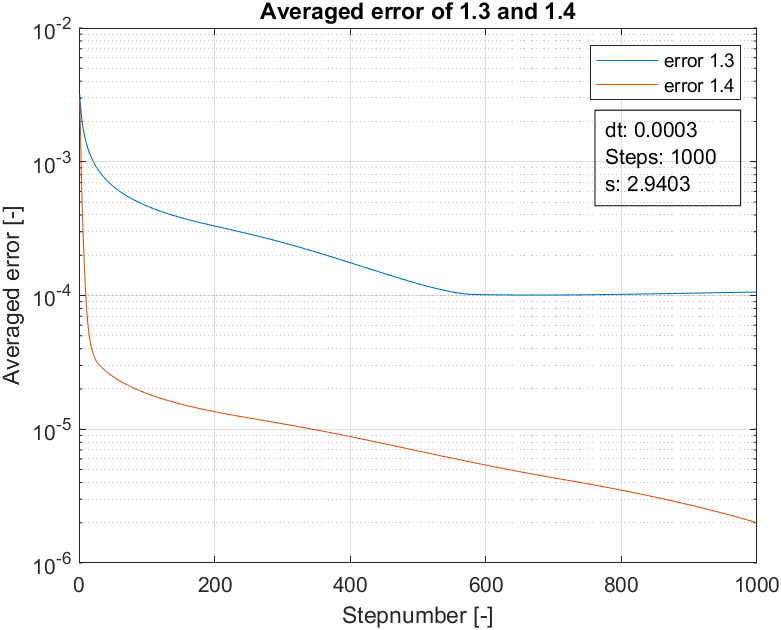 Averaged error of 1.3 and 1.4
10^-2
10^-3
10^-4
10^-5
10^-6
Averaged error [-]
error 1.3
error 1.4
dt: 0.0003
Steps: 1000
s: 2.9403
0 200 400 600 800 1000
Stepnumber [-]